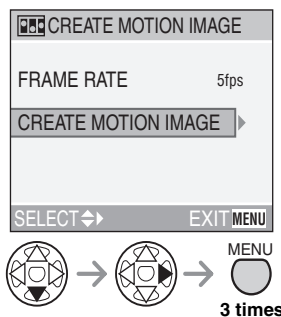 CREATE MOTION IMAGE
FRAME RATE 5fps
CREATE MOTION IMAGE
SELECT EXIT MENU
MENU
3 times